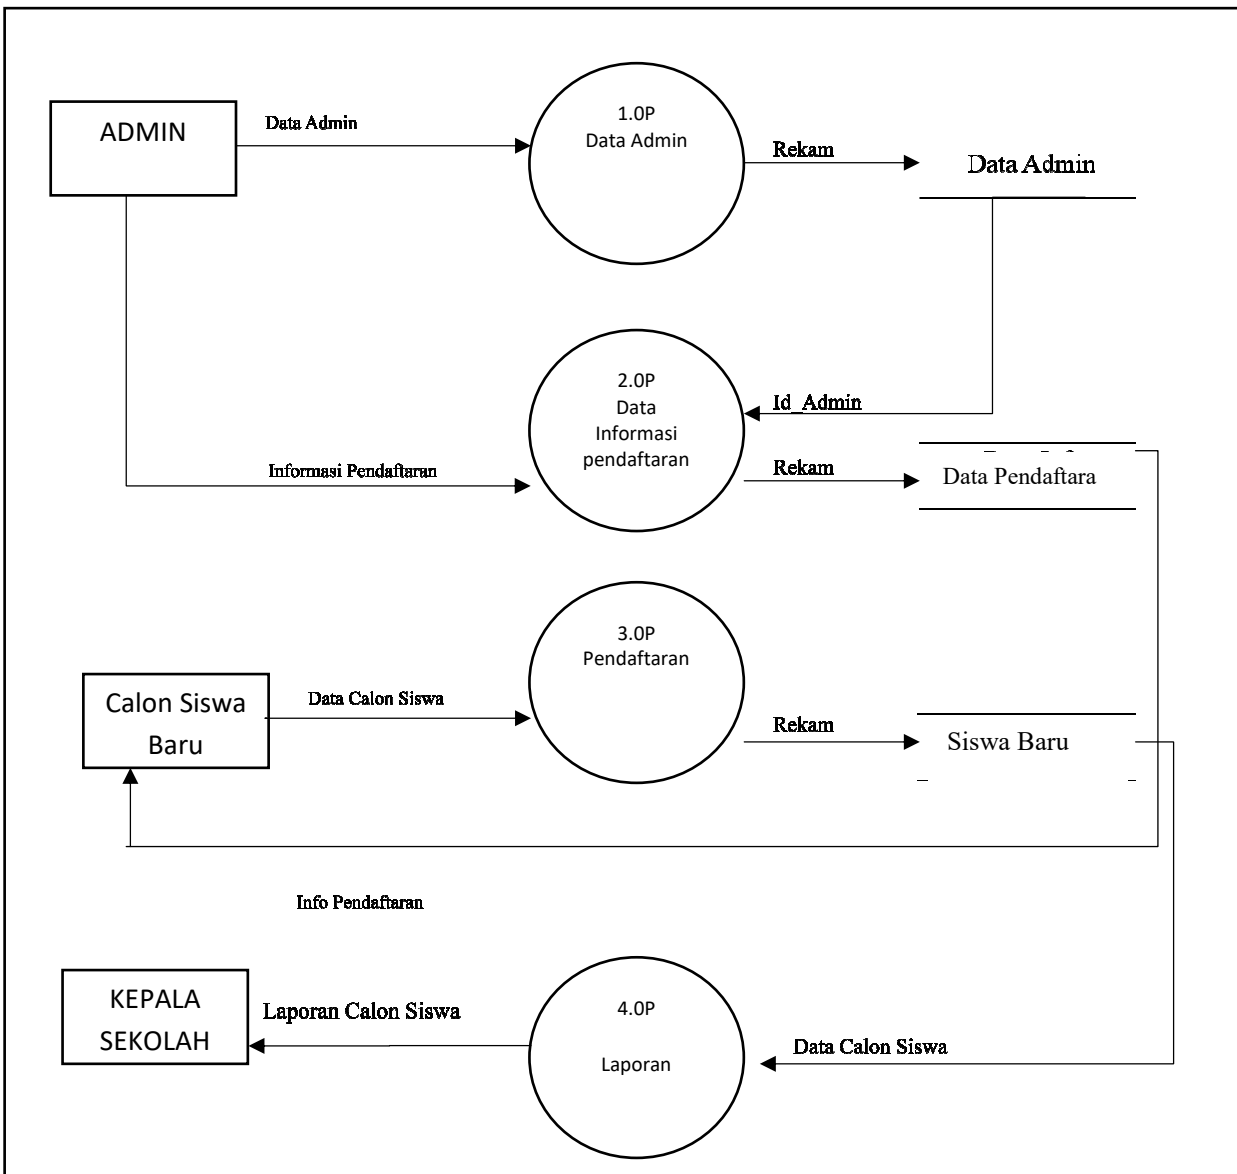 1.0P
Data Admin
ADMIN
Data Admin
Rekam
Data Admin
2.0P
Data
Informasi
pendaftaran
Id_Admin
Informasi Pendaftaran
Rekam
Data Pendaftara
3.0P
Pendaftaran
Calon Siswa
Baru
Data Calon Siswa
Rekam
Siswa Baru
Info Pendaftaran
KEPALA
SEKOLAH
Laporan Calon Siswa
4.0P
Laporan
Data Calon Siswa